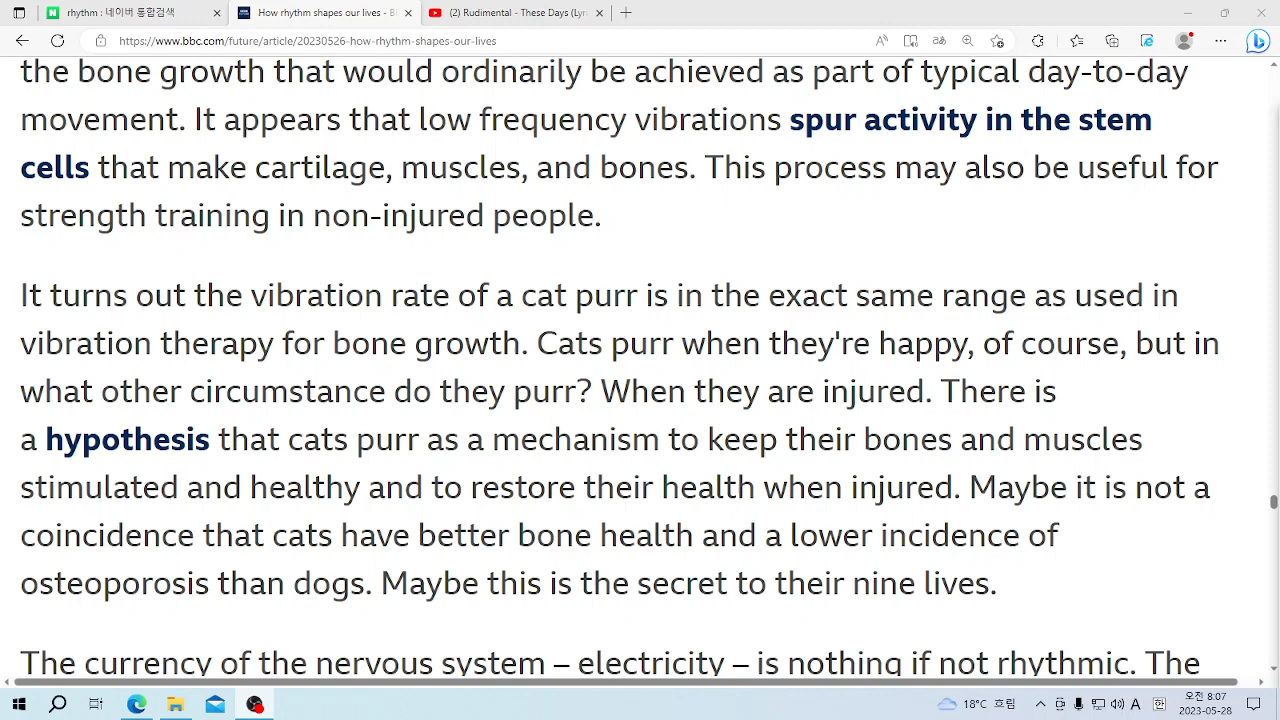 rhythm : 네이버 통합검색
How rhythm shapes our lives - B
(2) Rudimental - These Days (Lyr
https://www.bbc.com/future/article/20230526-how-rhythm-shapes-our-lives
the bone growth that would ordinarily be achieved as part of typical day-to-day
movement. It appears that low frequency vibrations spur activity in the stem
cells that make cartilage, muscles, and bones. This process may also be useful for
strength training in non-injured people.
It turns out the vibration rate of a cat purr is in the exact same range as used in
vibration therapy for bone growth. Cats purr when they're happy, of course, but in
what other circumstance do they purr? When they are injured. There is
a hypothesis that cats purr as a mechanism to keep their bones and muscles
stimulated and healthy and to restore their health when injured. Maybe it is not a
coincidence that cats have better bone health and a lower incidence of
osteoporosis than dogs. Maybe this is the secret to their nine lives.
The currency of the nervous system – electricity – is nothing if not rhythmic. The
18°C 흐림
A
오전 8:07
2023-05-28